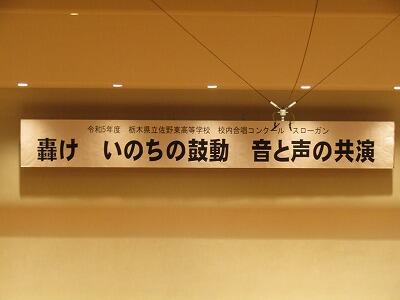 令和5年度　栃木県立佐野東高等学校　校内合唱コンクール　スローガン
轟け　いのちの鼓動　音と声の共演